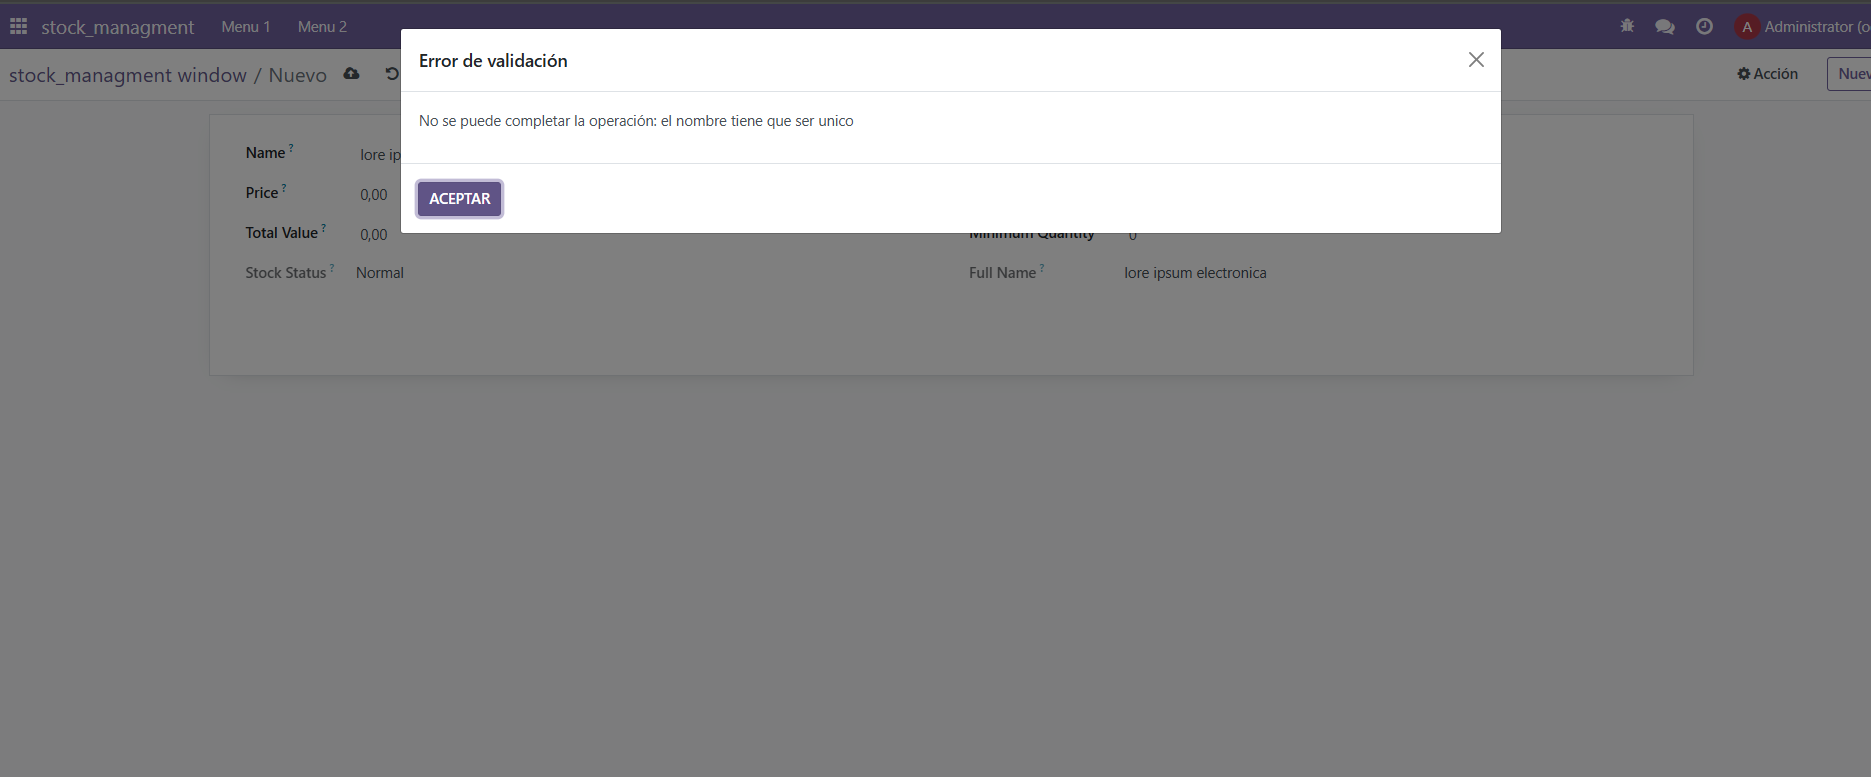 stock_managment Menu 1 Menu 2 A Administrator
stock_managment window / Nuevo Acción
Error de validación
No se puede completar la operación: el nombre tiene que ser unico
ACEPTAR
Name ? lore
Price ? 0,00
Total Value ? 0,00 Minimum Quantity 0
Stock Status ? Normal Full Name ? lore ipsum electronica